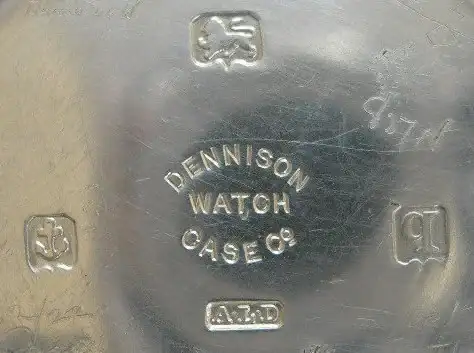 DENNISON
WATCH
CASE Cº
A.L.D